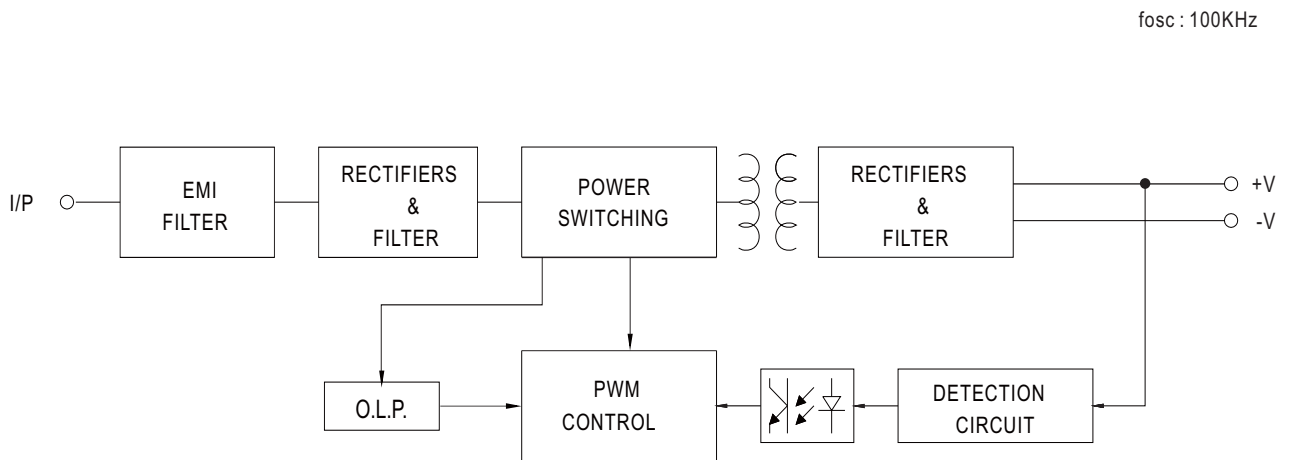 fosc : 100KHz
I/P
EMI
FILTER
RECTIFIERS
&
FILTER
POWER
SWITCHING
RECTIFIERS
&
FILTER
+V
-V
O.L.P.
PWM
CONTROL
DETECTION
CIRCUIT